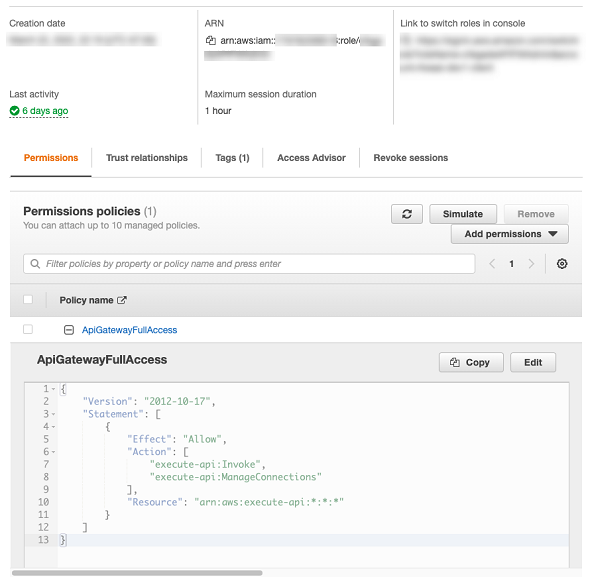 Creation date
ARN
Link to switch roles in console
arn:aws:iam:: :role/
Last activity
Maximum session duration
6 days ago
1 hour
Permissions
Trust relationships
Tags (1)
Access Advisor
Revoke sessions
Permissions policies (1)
You can attach up to 10 managed policies.
Simulate
Remove
Add permissions
Filter policies by property or policy name and press enter
1
Policy name
ApiGatewayFullAccess
ApiGatewayFullAccess
Copy
Edit
1 {
2 "Version": "2012-10-17",
3 "Statement": [
4 {
5 "Effect": "Allow",
6 "Action": [
7 "execute-api:Invoke",
8 "execute-api:ManageConnections"
9 ],
10 "Resource": "arn:aws:execute-api:*:*:*"
11 }
12 ]
13 }